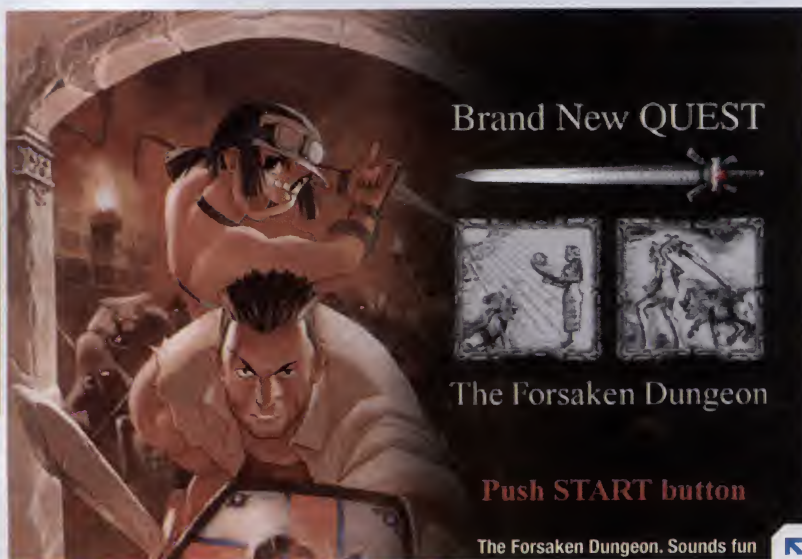 Brand New QUEST
The Forsaken Dungeon
Push START button
The Forsaken Dungeon. Sounds fun